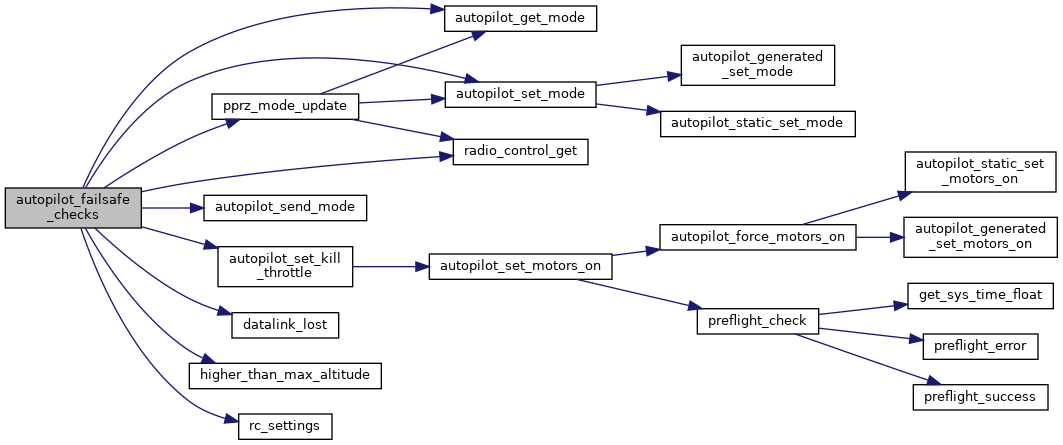 autopilot_failsafe
_checks
autopilot_get_mode
autopilot_set_mode
autopilot_generated
_set_mode
autopilot_static_set_mode
pprz_mode_update
radio_control_get
autopilot_send_mode
autopilot_set_kill
_throttle
autopilot_set_motors_on
autopilot_force_motors_on
autopilot_static_set
_motors_on
autopilot_generated
_set_motors_on
preflight_check
get_sys_time_float
preflight_error
preflight_success
datalink_lost
higher_than_max_altitude
rc_settings